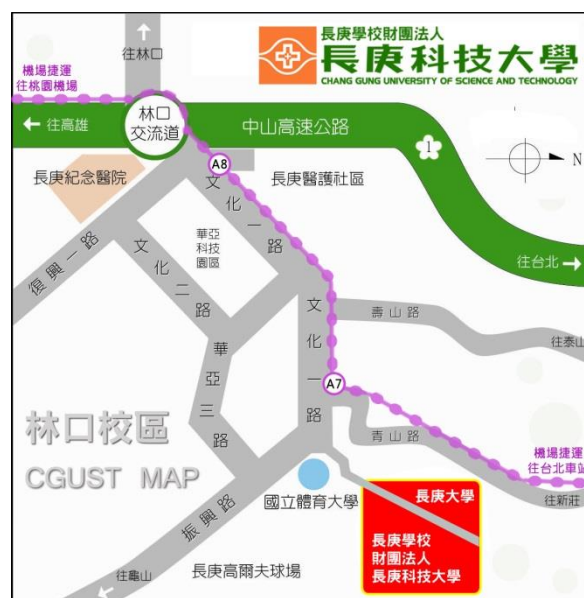 長庚學校財團法人
長庚科技大學
CHANG GUNG UNIVERSITY OF SCIENCE AND TECHNOLOGY
往林口
機場捷運
往桃園機場
林口
交流道
往高雄
中山高速公路
1
N
A8
長庚紀念醫院
長庚醫護社區
文化一路
復興一路
文化二路
華亞
科技
園區
往台北
文化一路
壽山路
往泰山
華亞三路
A7
林口校區
CGUST MAP
青山路
機場捷運
往台北車站
往新莊
國立體育大學
振興路
長庚大學
長庚學校
財團法人
長庚科技大學
往龜山
長庚高爾夫球場